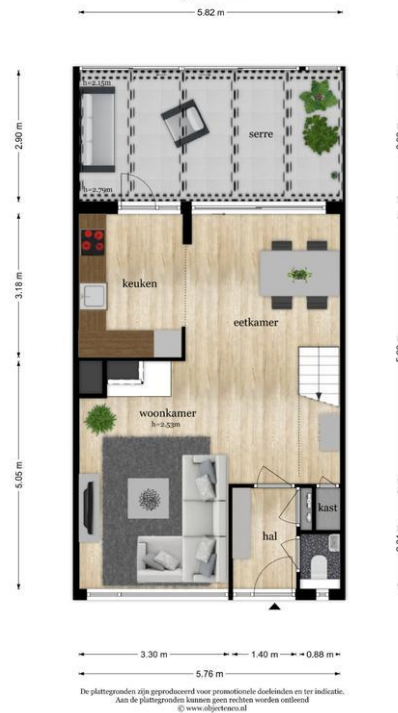 5.82 m
h=2.15m
serre
2.90 m
h=2.79m
keuken
3.18 m
eetkamer
woonkamer
h=2.53m
5.05 m
kast
hal
3.30 m
1.40 m
0.88 m
5.76 m
De plattegronden zijn geproduceerd voor promotionele doeleinden en ter indicatie.
Aan de plattegronden kunnen geen rechten worden ontleend
© www.objectenco.nl